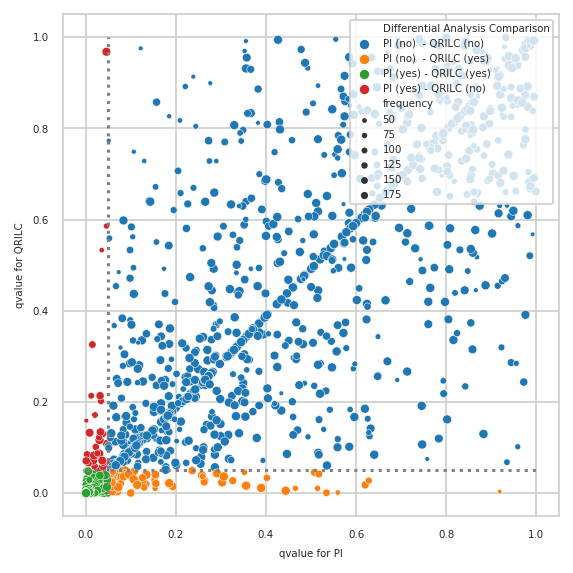 Differential Analysis Comparison
PI (no)  - QRILC (no)
PI (no)  - QRILC (yes)
PI (yes) - QRILC (yes)
PI (yes) - QRILC (no)
frequency
50
75
100
125
150
175
1.0
0.8
0.6
0.4
0.2
0.0
qvalue for QRILC
0.0 0.2 0.4 0.6 0.8 1.0
qvalue for PI